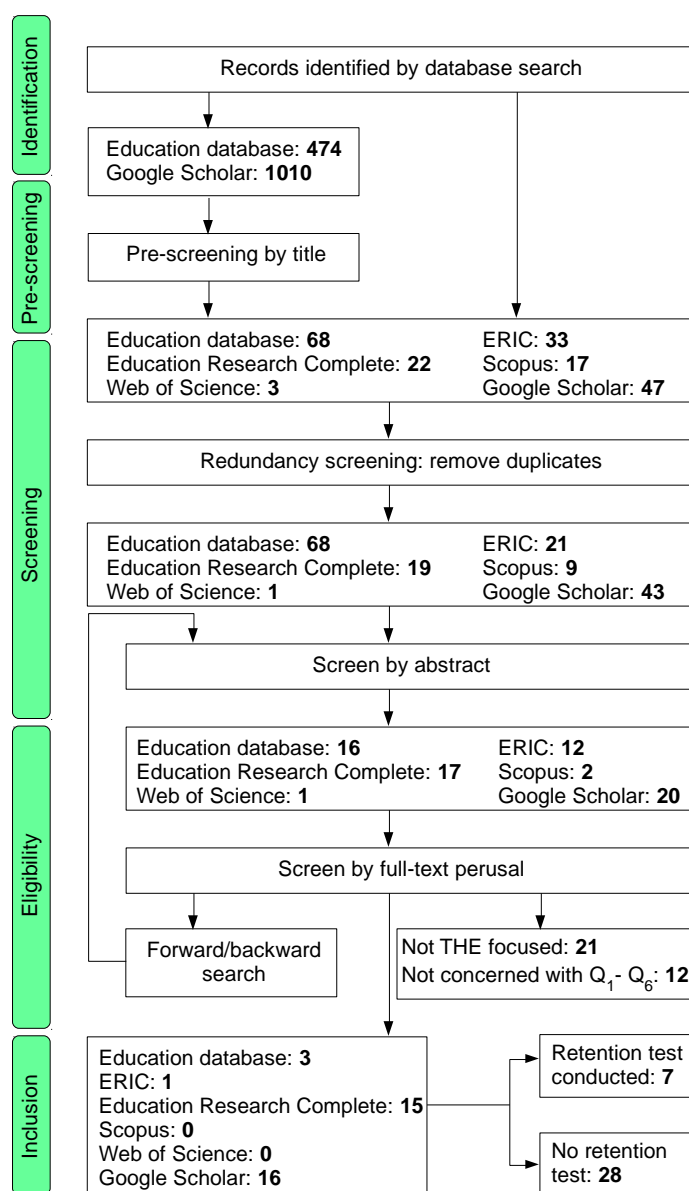 Identification
Records identified by database search
Education database: 474
Google Scholar: 1010
Pre-screening
Pre-screening by title
Screening
Education database: 68 ERIC: 33
Education Research Complete: 22 Scopus: 17
Web of Science: 3 Google Scholar: 47
Redundancy screening: remove duplicates
Education database: 68 ERIC: 21
Education Research Complete: 19 Scopus: 9
Web of Science: 1 Google Scholar: 43
Screen by abstract
Eligibility
Education database: 16 ERIC: 12
Education Research Complete: 17 Scopus: 2
Web of Science: 1 Google Scholar: 20
Screen by full-text perusal
Forward/backward
search
Not THE focused: 21
Not concerned with Q1- Q6: 12
Inclusion
Education database: 3
ERIC: 1
Education Research Complete: 15
Scopus: 0
Web of Science: 0
Google Scholar: 16
Retention test
conducted: 7
No retention
test: 28